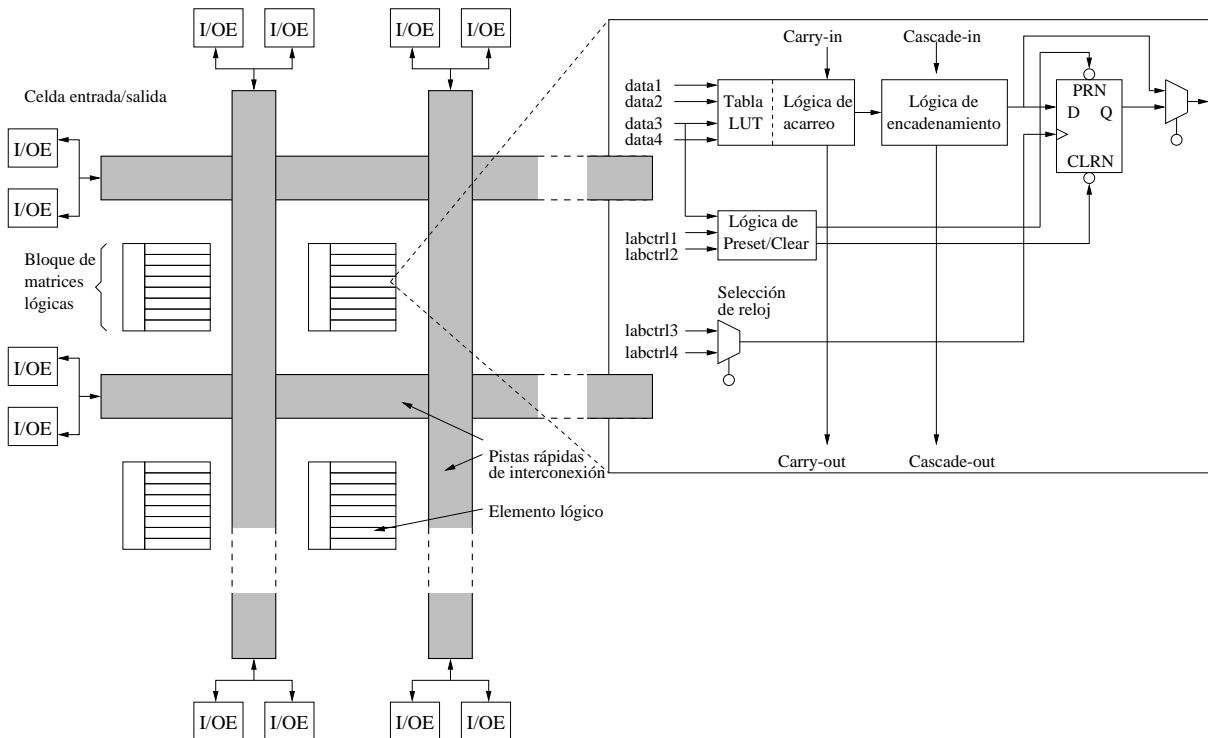 I/OE
I/OE
I/OE
I/OE
Celda entrada/salida
I/OE
I/OE
Bloque de
matrices
lógicas
I/OE
I/OE
Pistas rápidas
de interconexión
Elemento lógico
I/OE
I/OE
I/OE
I/OE
Carry-in
Cascade-in
data1
data2
data3
data4
Tabla
LUT
Lógica de
acarreo
Lógica de
encadenamiento
PRN
D
Q
CLRN
labctrl1
labctrl2
Lógica de
Preset/Clear
Selección
de reloj
labctrl3
labctrl4
Carry-out
Cascade-out